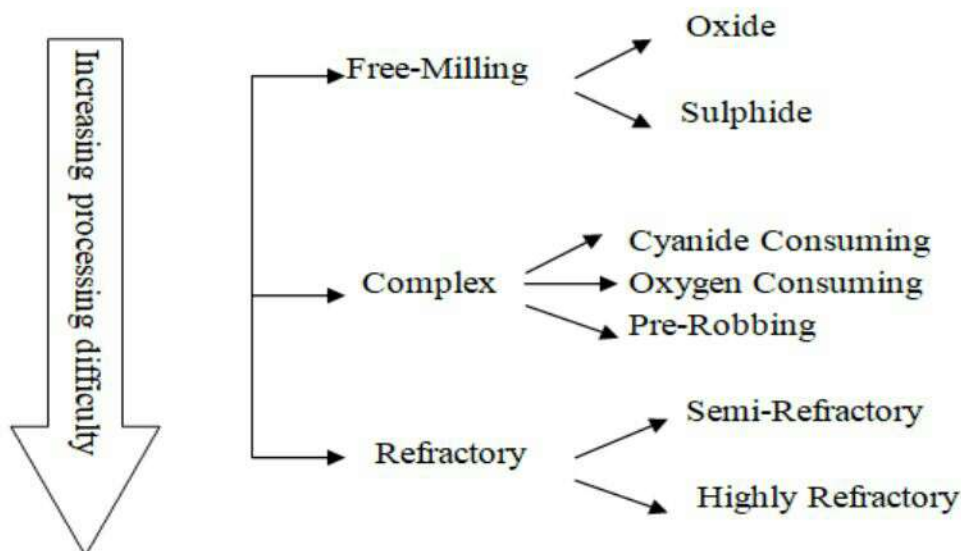 Increasing processing difficulty
Free-Milling
Oxide
Sulphide
Complex
Cyanide Consuming
Oxygen Consuming
Pre-Robbing
Refractory
Semi-Refractory
Highly Refractory